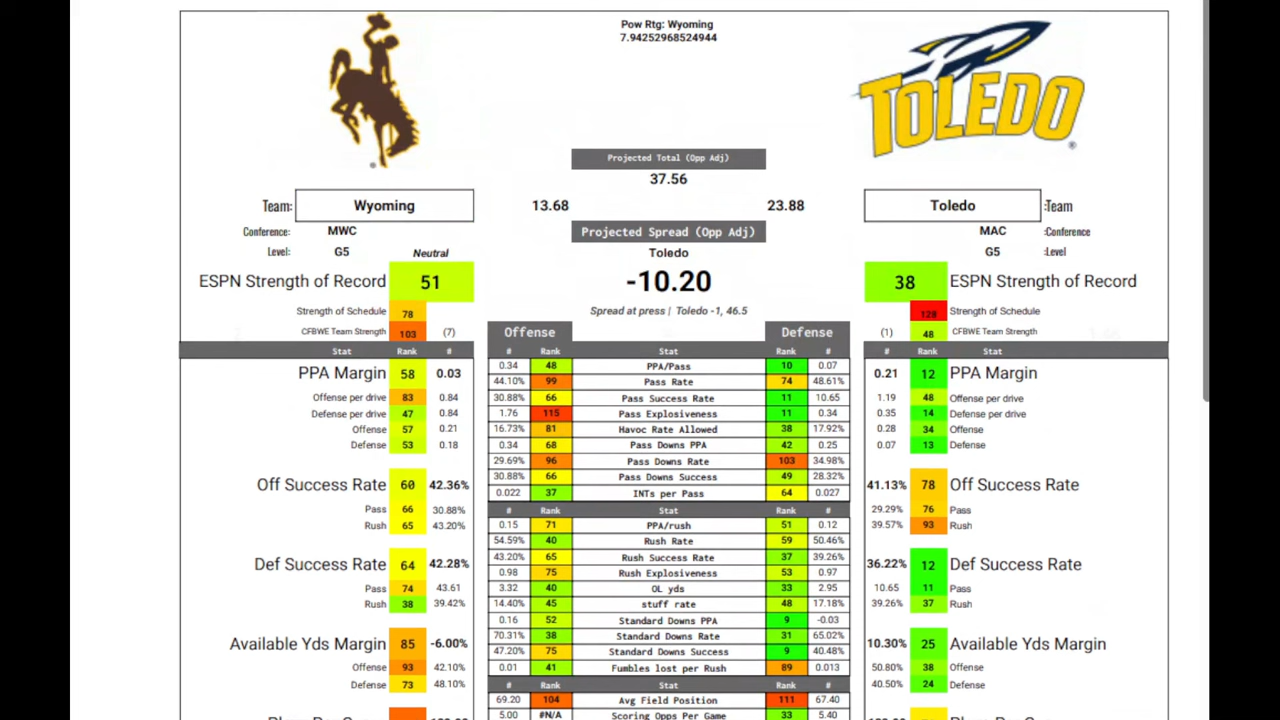 Pow Rtg: Wyoming
7.94252968524944
TOLEDO
®
®
Projected Total (Opp Adj)
37.56
Team: Wyoming 13.68 23.88 Toledo :Team
Conference: MWC Projected Spread (Opp Adj) MAC :Conference
Level: G5 Neutral Toledo G5 :Level
ESPN Strength of Record 51 -10.20 38 ESPN Strength of Record
Strength of Schedule 78 Spread at press | Toledo -1, 46.5 128 Strength of Schedule
CFBWE Team Strength 103 (7) Offense Defense (1) 48 CFBWE Team Strength
Stat Rank # # Rank Stat Rank # # Rank Stat
PPA Margin 58 0.03 0.34 48 PPA/Pass 10 0.07 0.21 12 PPA Margin
44.10% 99 Pass Rate 74 48.61%
Offensive per drive 83 0.84 30.88% 66 Pass Success Rate 11 10.65 1.19 48 Offensive per drive
Defensive per drive 47 0.84 1.76 115 Pass Explosiveness 11 0.34 0.35 14 Defensive per drive
Offense 57 0.21 16.73% 81 Havoc Rate Allowed 38 17.92% 0.28 34 Offense
Defense 53 0.18 0.34 68 Pass Downs PPA 42 0.25 0.07 13 Defense
29.69% 96 Pass Downs Rate 103 34.98%
Off Success Rate 60 42.36% 30.88% 66 Pass Downs Success 49 28.32% 41.13% 78 Off Success Rate
0.022 37 INTs per Pass 64 0.027
Pass 66 30.88% # Rank Stat Rank # 29.29% 76 Pass
Rush 65 43.20% 0.15 71 PPA/rush 51 0.12 39.57% 93 Rush
54.59% 40 Rush Rate 59 50.46%
Def Success Rate 64 42.28% 43.20% 65 Rush Success Rate 37 39.26% 36.22% 12 Def Success Rate
0.98 75 Rush Explosiveness 53 0.97
Pass 74 43.61 3.32 40 OL yds 33 2.95 10.65 11 Pass
Rush 38 39.42% 14.40% 45 stuff rate 48 17.18% 39.26% 37 Rush
0.16 52 Standard Downs PPA 9 -0.03
Available Yds Margin 85 -6.00% 70.31% 38 Standard Downs Rate 31 65.02% 10.30% 25 Available Yds Margin
47.20% 75 Standard Downs Success 9 40.48%
Offense 93 42.10% 0.01 41 Fumbles lost per Rush 89 0.013 50.80% 38 Offense
Defense 73 48.10% # Rank Stat Rank # 40.50% 24 Defense
69.20 104 Avg Field Position 111 67.40
5.00 #N/A Scoring Opps Per Game 33 5.40